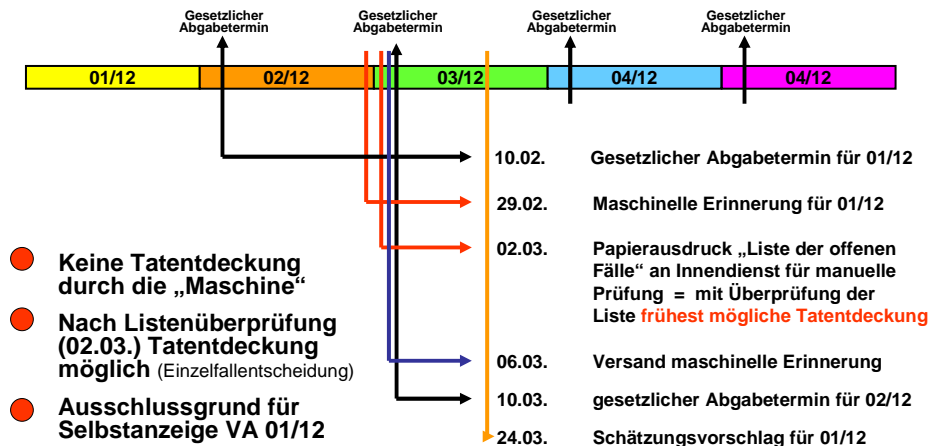 Gesetzlicher
Abgabetermin
Gesetzlicher
Abgabetermin
Gesetzlicher
Abgabetermin
Gesetzlicher
Abgabetermin
01/12
02/12
03/12
04/12
04/12
10.02. Gesetzlicher Abgabetermin für 01/12
29.02. Maschinelle Erinnerung für 01/12
02.03. Papierausdruck „Liste der offenen
Fälle“ an Innendienst für manuelle
Prüfung = mit Überprüfung der
Liste frühest mögliche Tatentdeckung
06.03. Versand maschinelle Erinnerung
10.03. gesetzlicher Abgabetermin für 02/12
24.03. Schätzungsvorschlag für 01/12
Keine Tatentdeckung
durch die „Maschine“
Nach Listenüberprüfung
(02.03.) Tatentdeckung
möglich (Einzelfallentscheidung)
Ausschlussgrund für
Selbstanzeige VA 01/12